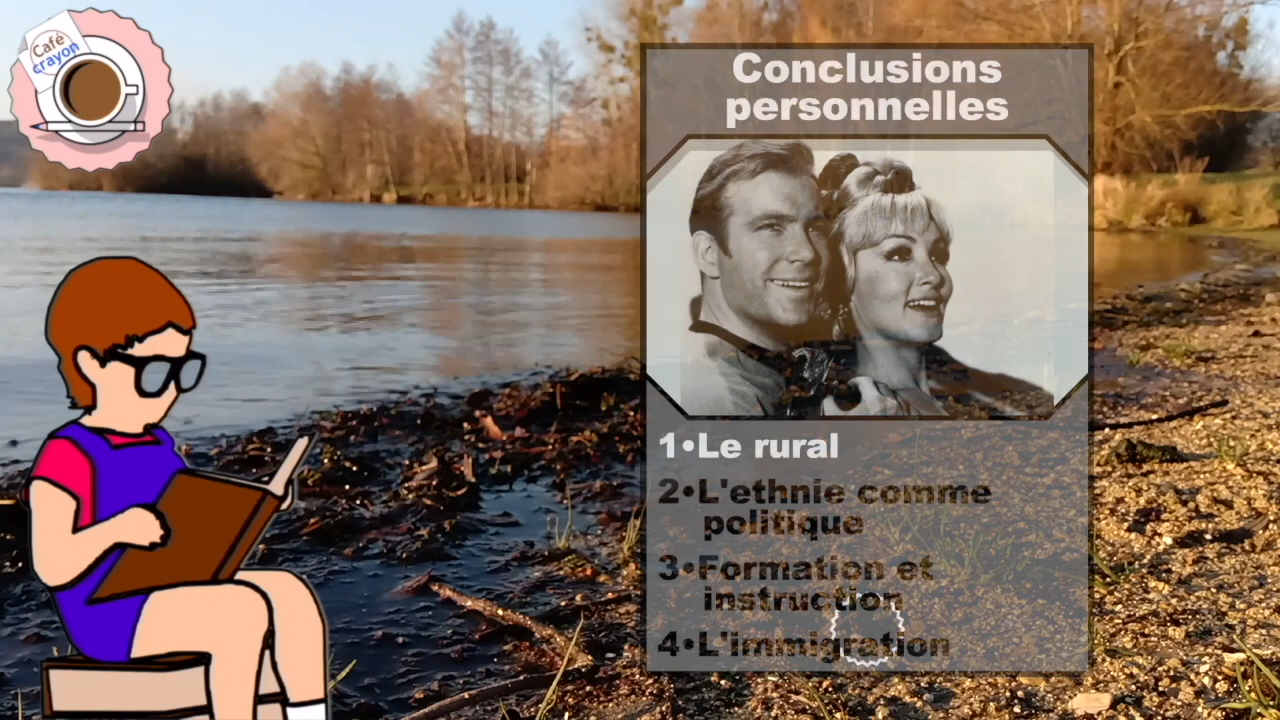 Café
crayon
Conclusions
personnelles
1•Le rural
2•L'ethnie comme
politique
3•Formation et
instruction
4•L'immigration